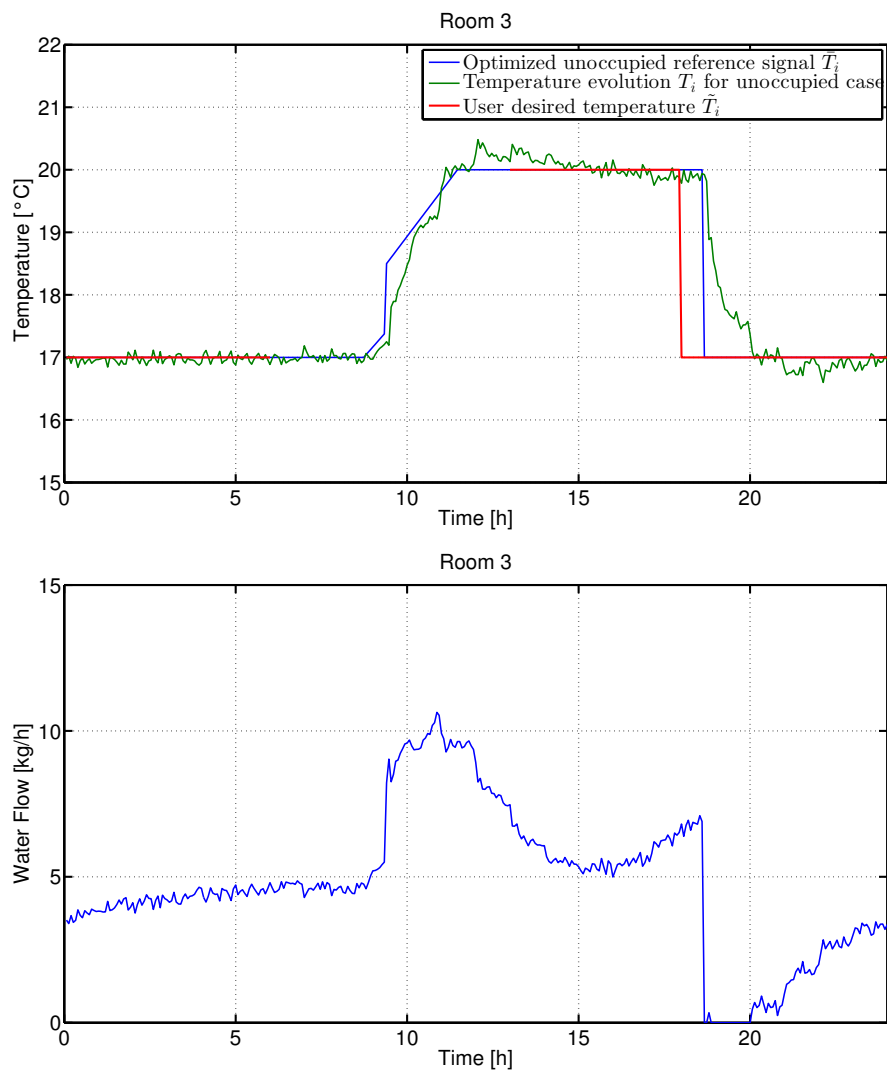 Room 3
22
21
20
19
18
17
16
15
Temperature [°C]
Optimized unoccupied reference signal T̄ᵢ
Temperature evolution Tᵢ for unoccupied case
User desired temperature T̃ᵢ
0 5 10 15 20
Time [h]
Room 3
15
10
5
0
Water Flow [kg/h]
0 5 10 15 20
Time [h]